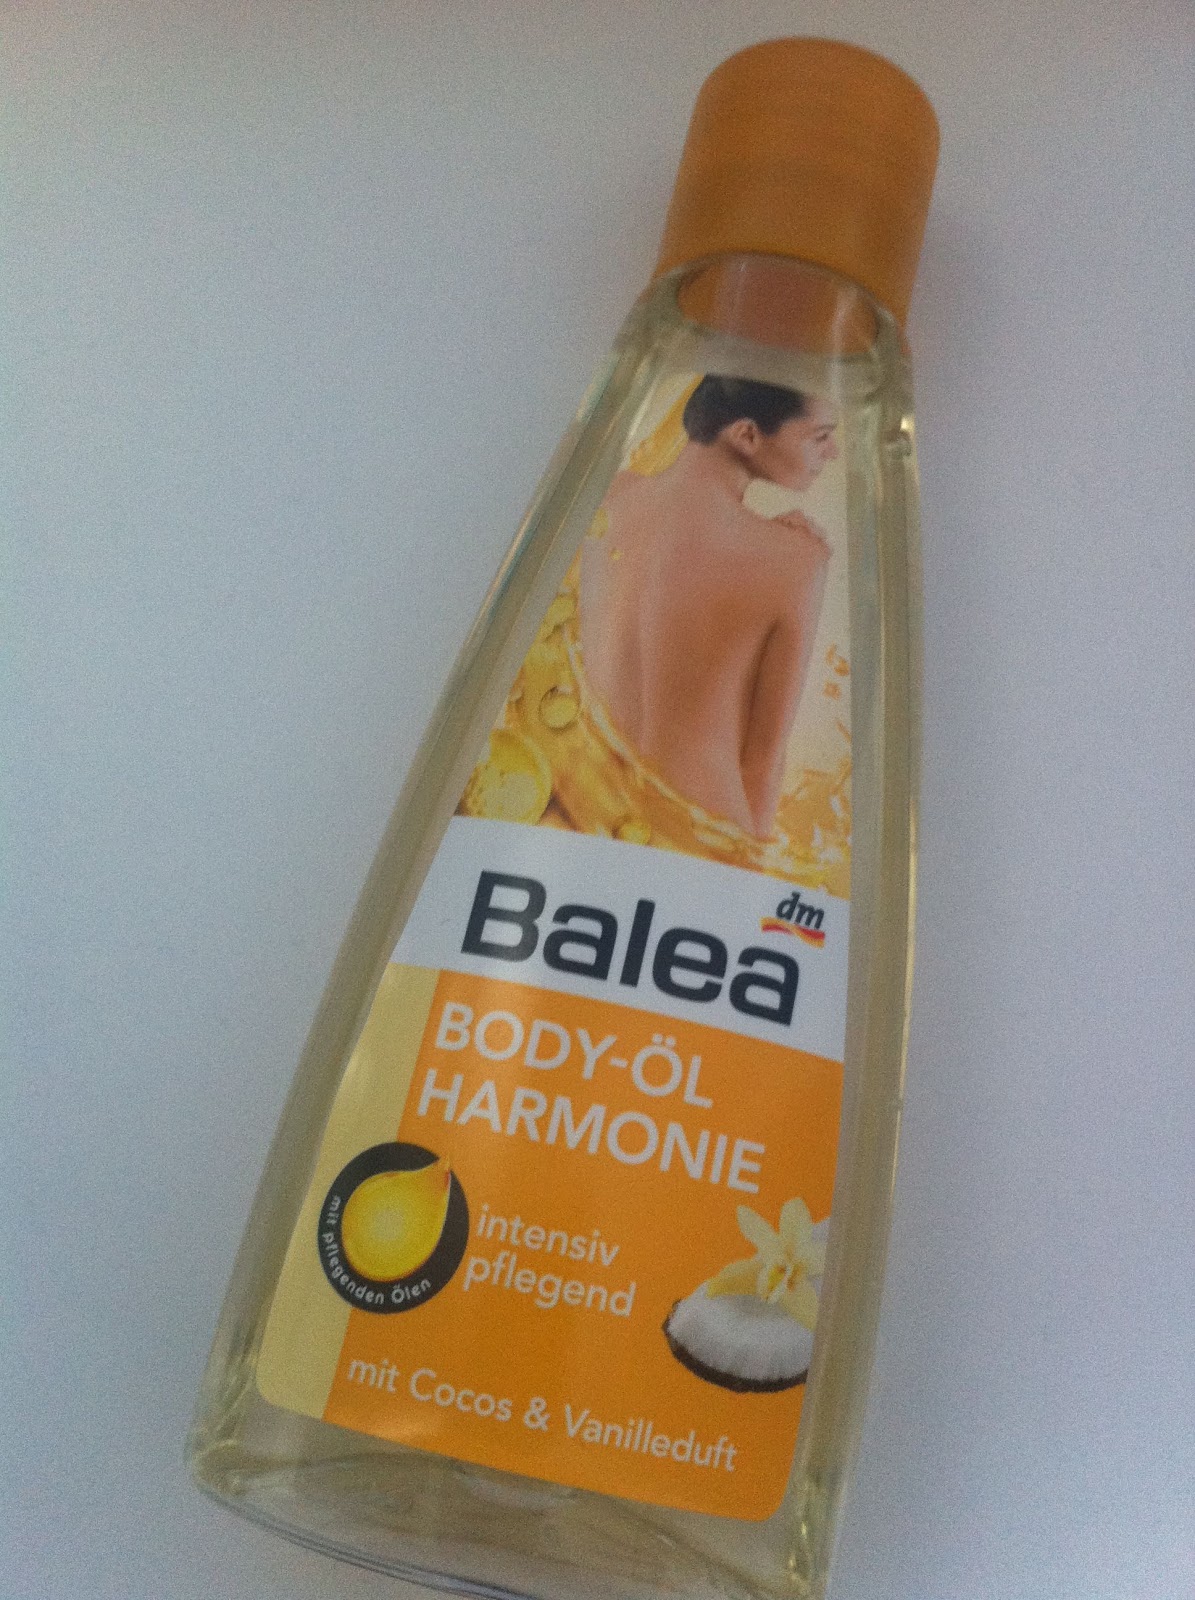 dm
Balea
BODY-ÖL
HARMONIE
mit pflegenden Ölen
intensiv
pflegend
mit Cocos & Vanilleduft